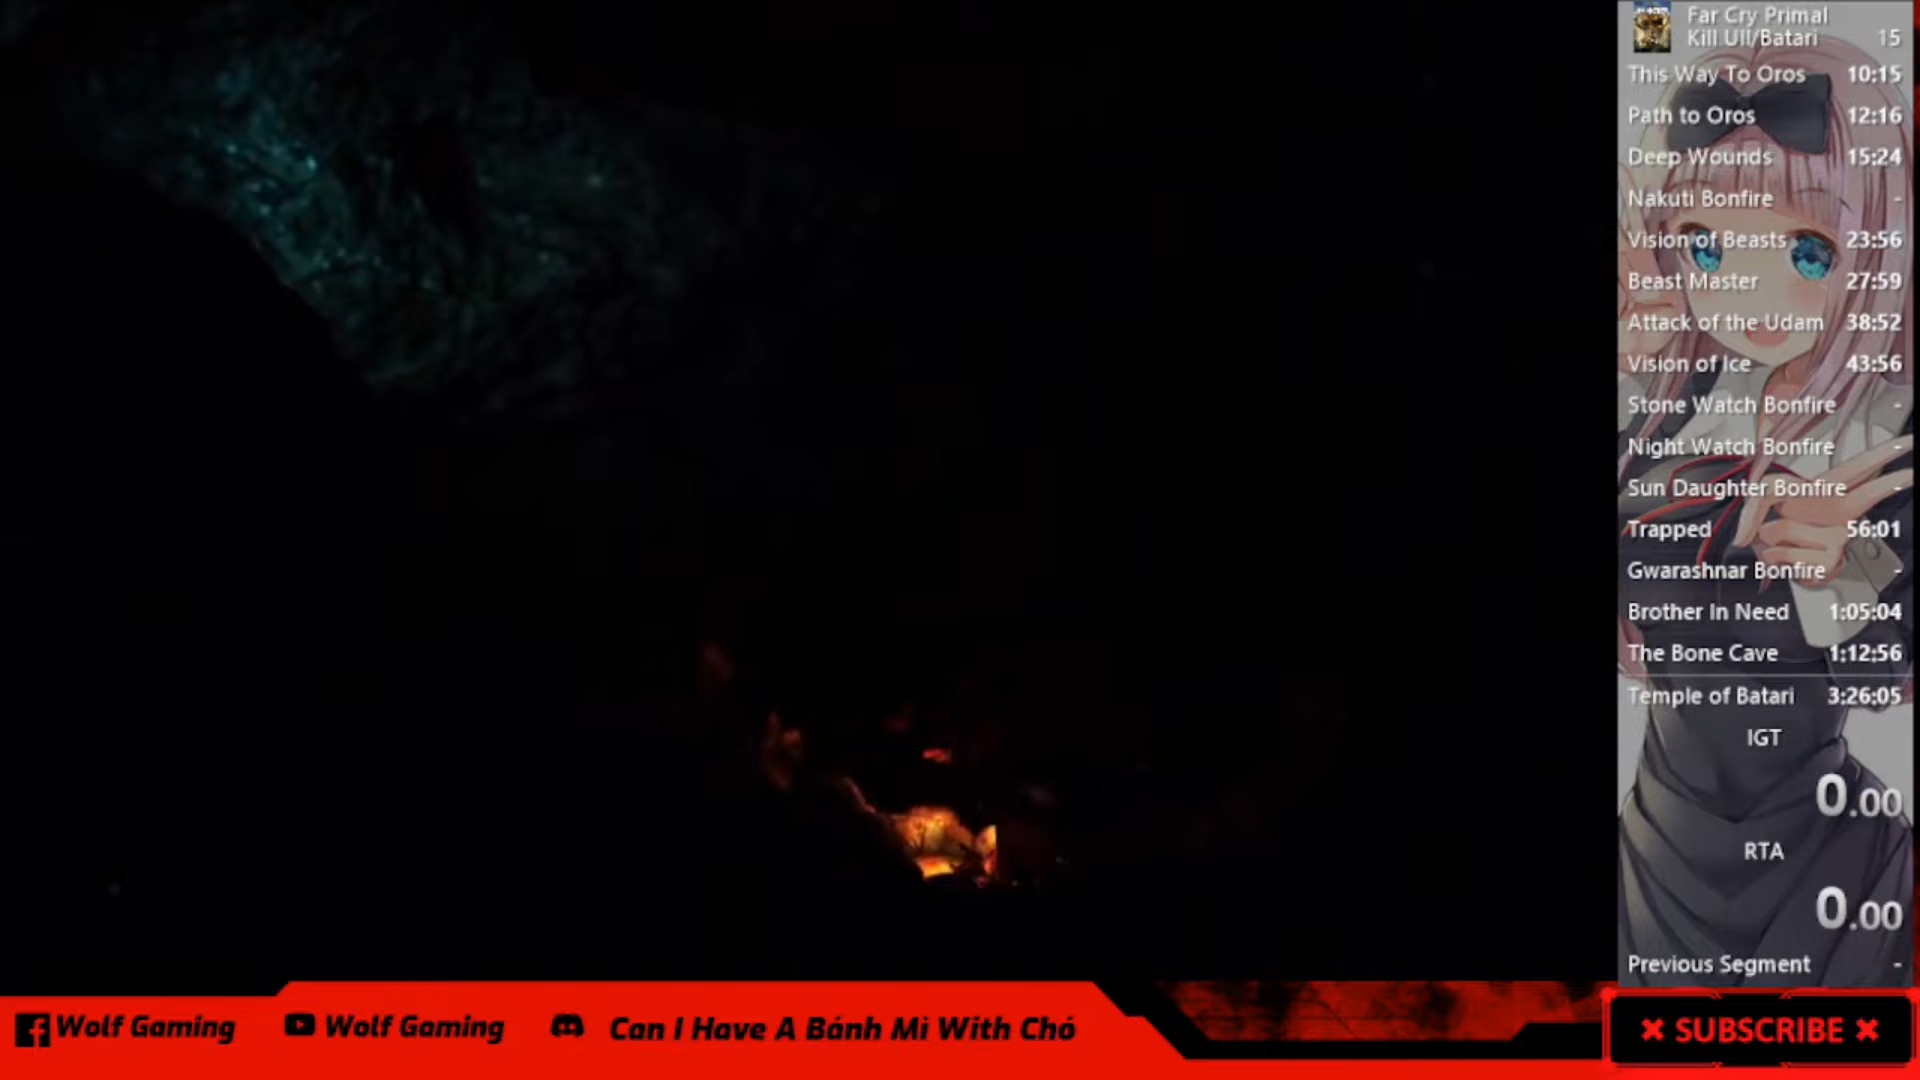 Far Cry Primal
Kill Ull/Batari 15
This Way To Oros 10:15
Path to Oros 12:16
Deep Wounds 15:24
Nakuti Bonfire -
Vision of Beasts 23:56
Beast Master 27:59
Attack of the Udam 38:52
Vision of Ice 43:56
Stone Watch Bonfire -
Night Watch Bonfire -
Sun Daughter Bonfire -
Trapped 56:01
Gwarashnar Bonfire -
Brother In Need 1:05:04
The Bone Cave 1:12:56
Temple of Batari 3:26:05
IGT
0.00
RTA
0.00
Previous Segment -
Wolf Gaming Wolf Gaming Can I Have A Bánh Mì With Chó
SUBSCRIBE